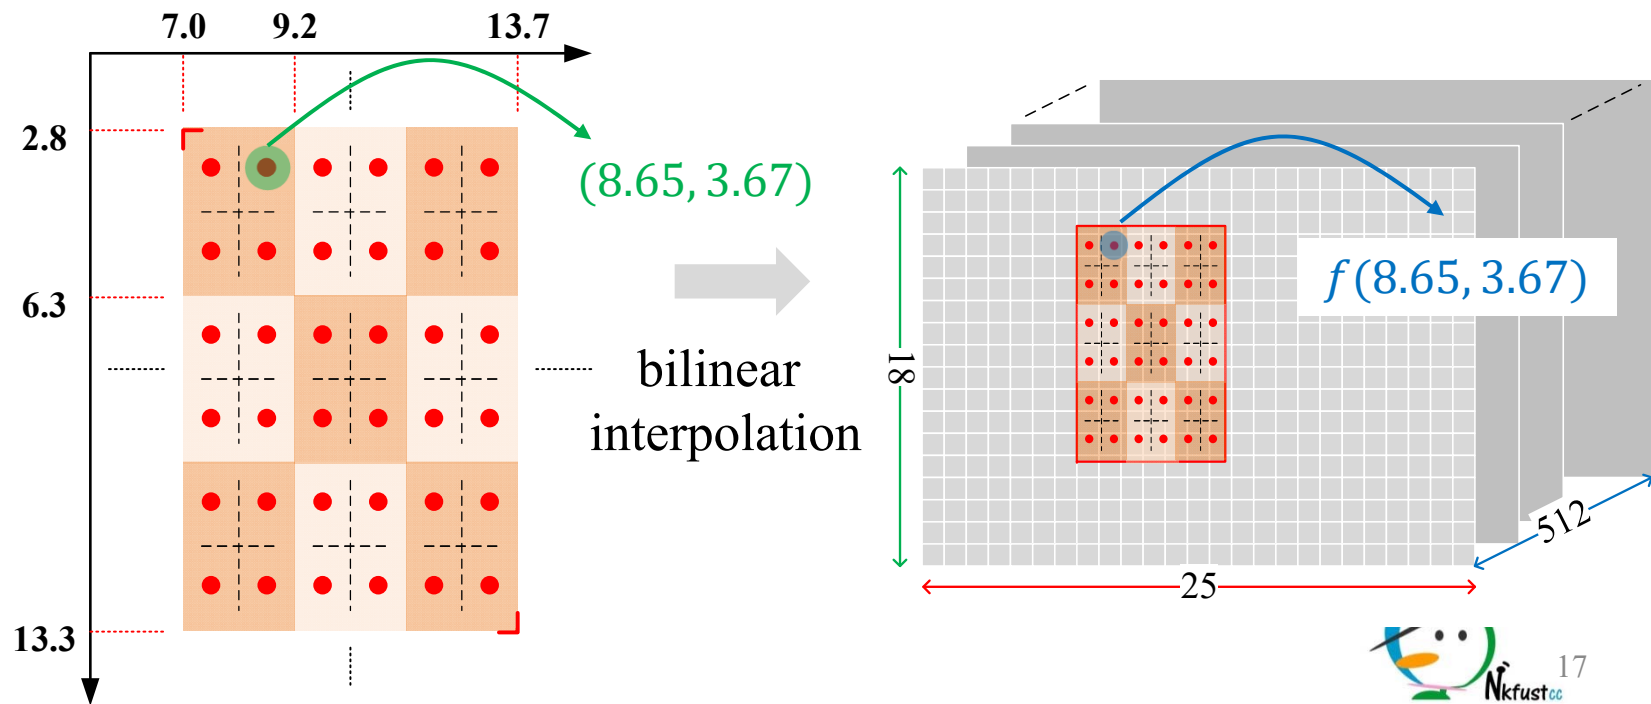 7.0 9.2 13.7
2.8
(8.65, 3.67)
6.3
f(8.65, 3.67)
bilinear
interpolation
18
512
25
13.3
17
Nkfustcc